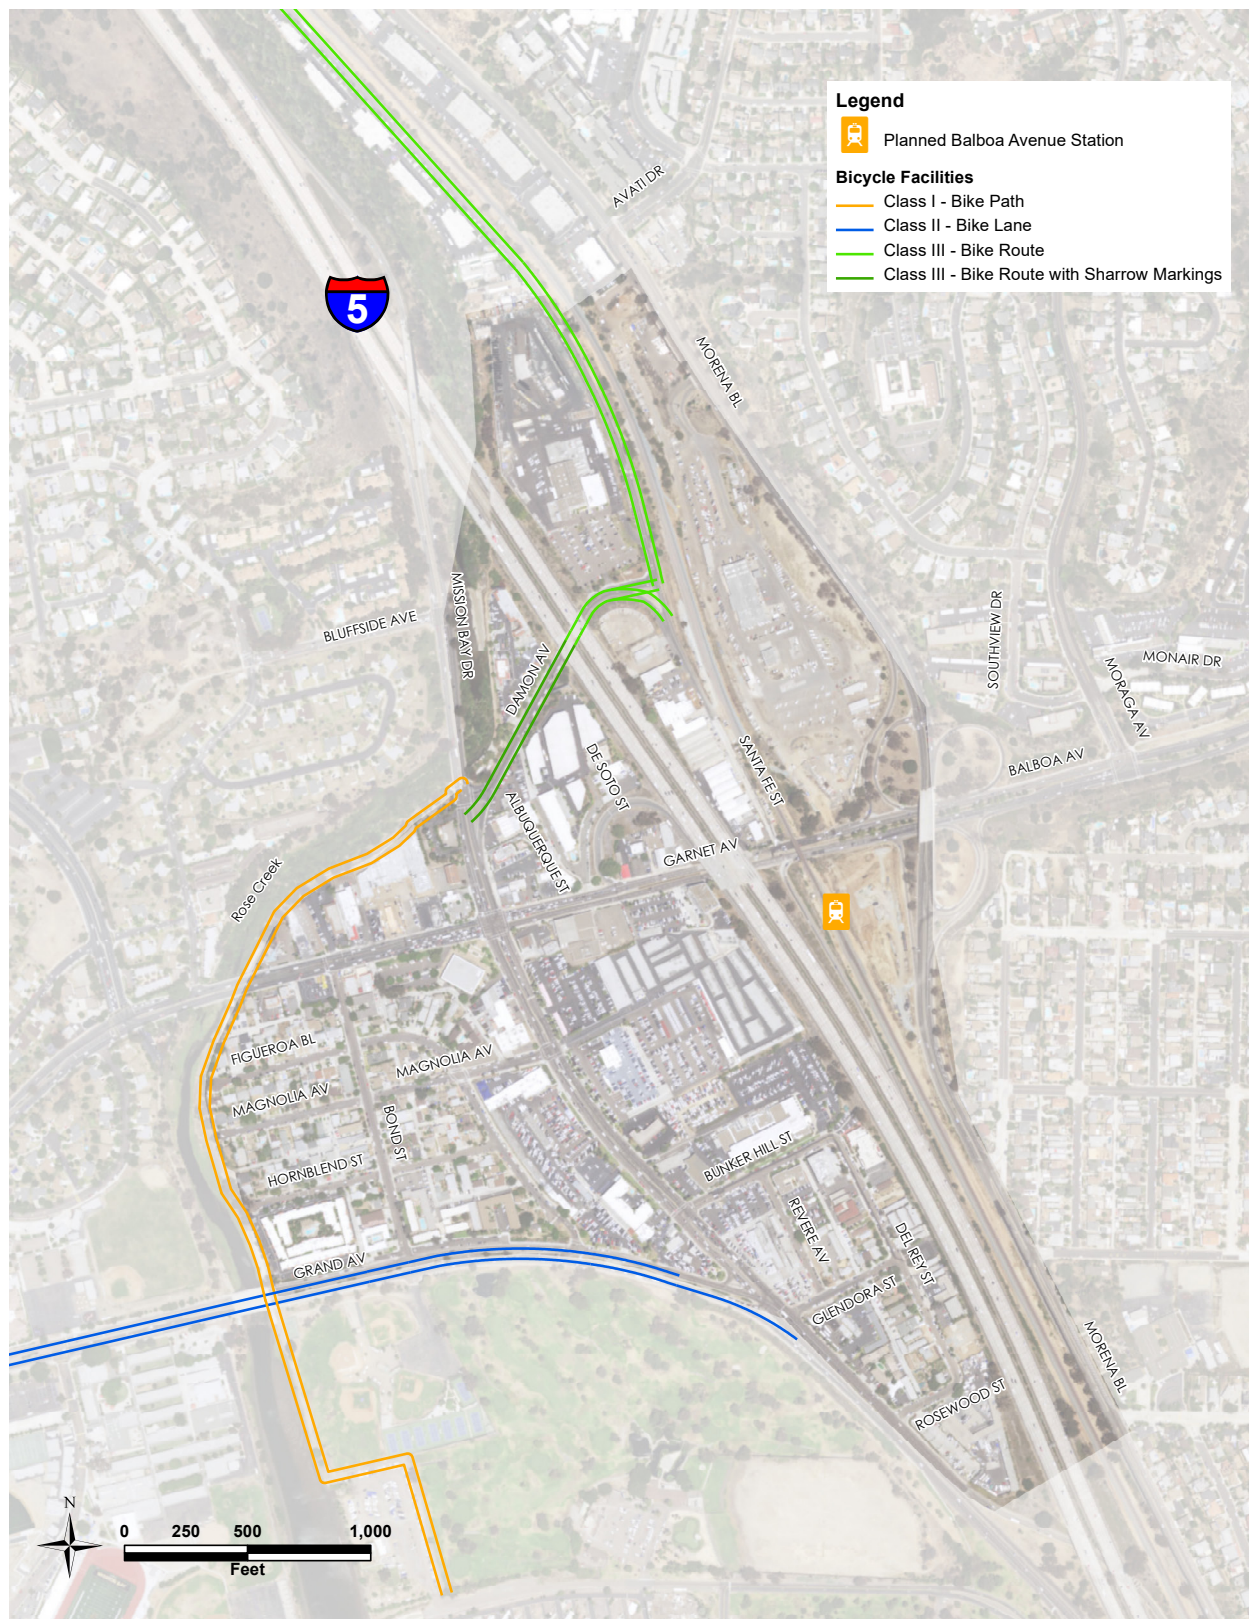 Legend
Planned Balboa Avenue Station
Bicycle Facilities
Class I - Bike Path
Class II - Bike Lane
Class III - Bike Route
Class III - Bike Route with Sharrow Markings
AVATI DR
5
MORENA BL
MISSION BAY DR
BLUFFSIDE AVE
SOUTHVIEW DR
MONAIR DR
MORAGA AV
DAMON AV
BALBOA AV
SANTA FE ST
DE SOTO ST
ALBUQUERQUE ST
GARNET AV
Rose Creek
FIGUEROA BL
MAGNOLIA AV
MAGNOLIA AV
BOND ST
HORNBLEND ST
BUNKER HILL ST
REVERE AV
DEL REY ST
GRAND AV
GLENDORA ST
MORENA BL
ROSEWOOD ST
N
0 250 500 1,000
Feet